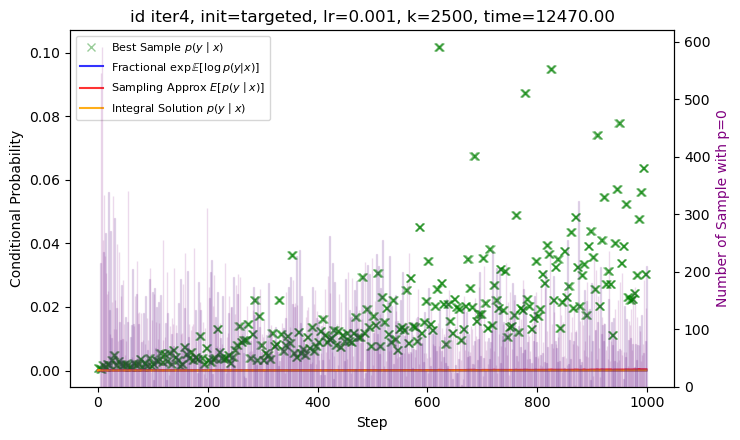 id iter4, init=targeted, lr=0.001, k=2500, time=12470.00
Best Sample p(y | x)
Fractional exp𝔼[log p(y|x)]
Sampling Approx E[p(y | x)]
Integral Solution p(y | x)
Conditional Probability
0.10
0.08
0.06
0.04
0.02
0.00
600
500
400
300
200
100
0
Number of Sample with p=0
0
200
400
600
800
1000
Step